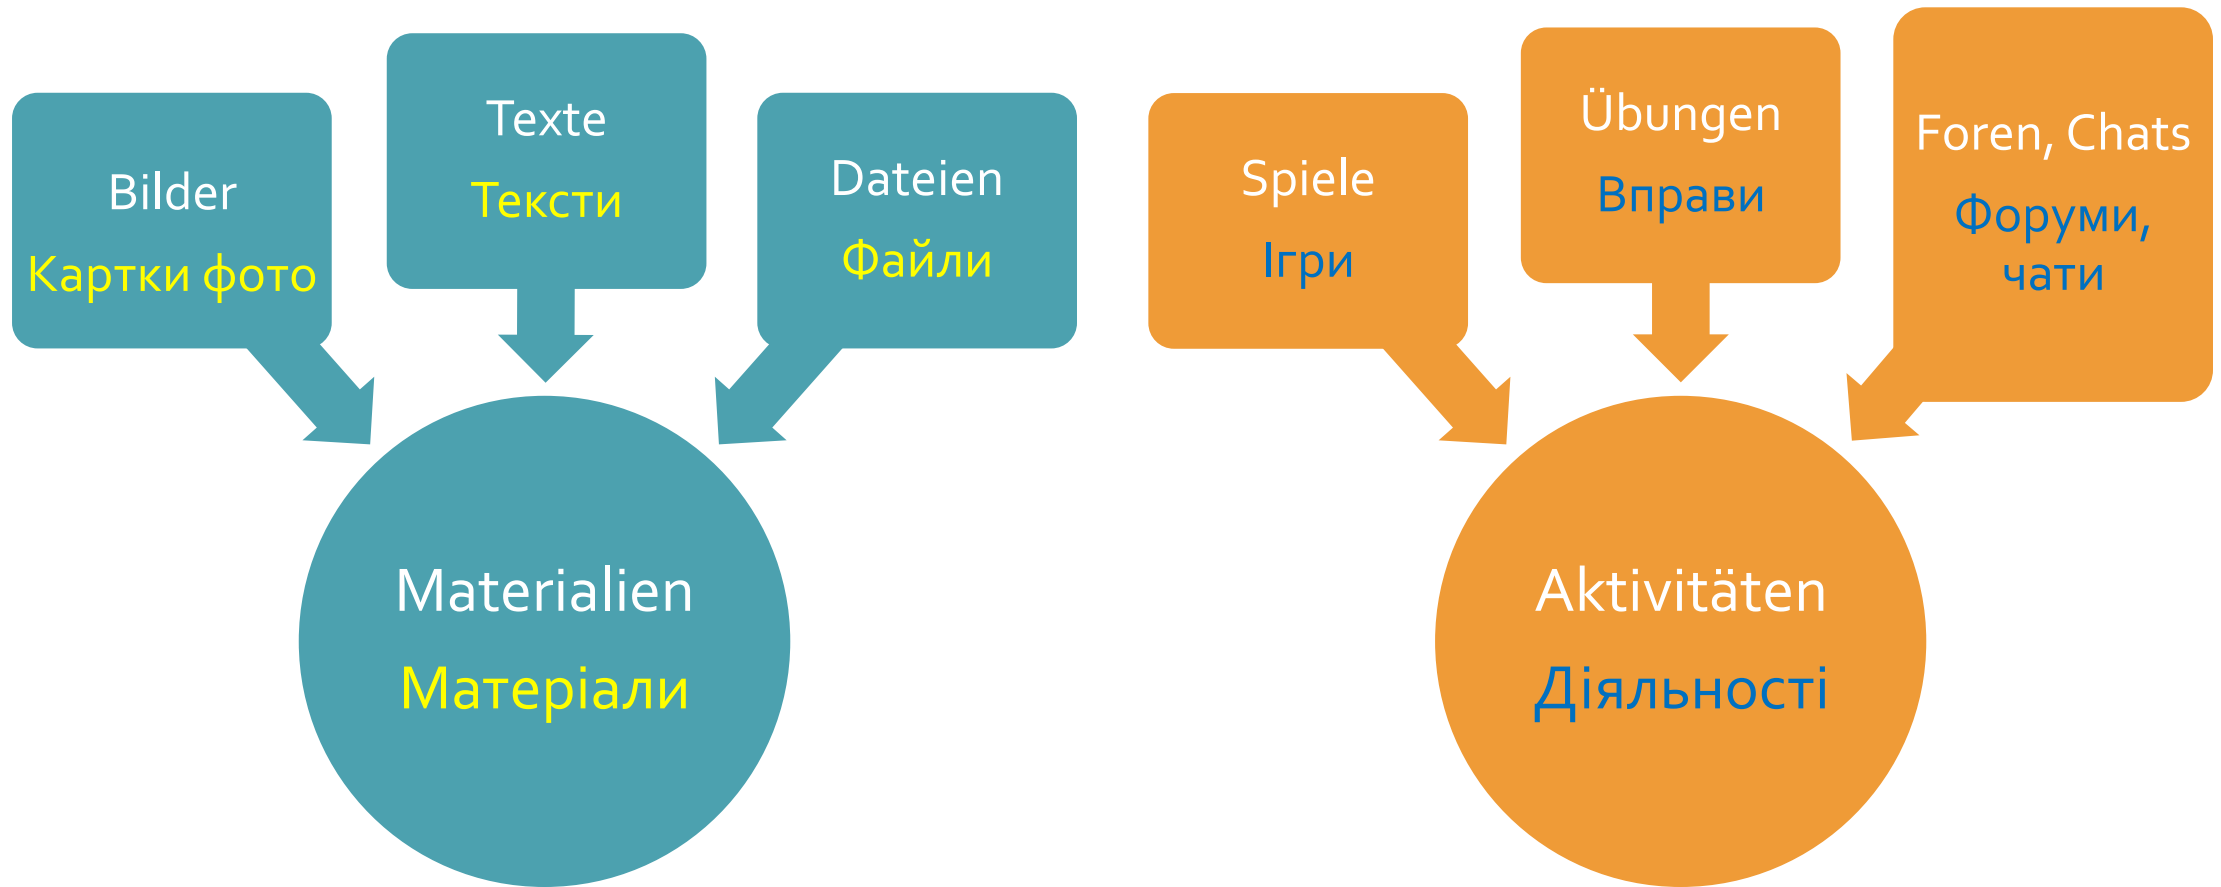 Bilder
Картки фото
Texte
Тексти
Dateien
Файли
Materialien
Матеріали
Spiele
Ігри
Übungen
Вправи
Foren, Chats
Форуми,
чати
Aktivitäten
Діяльності